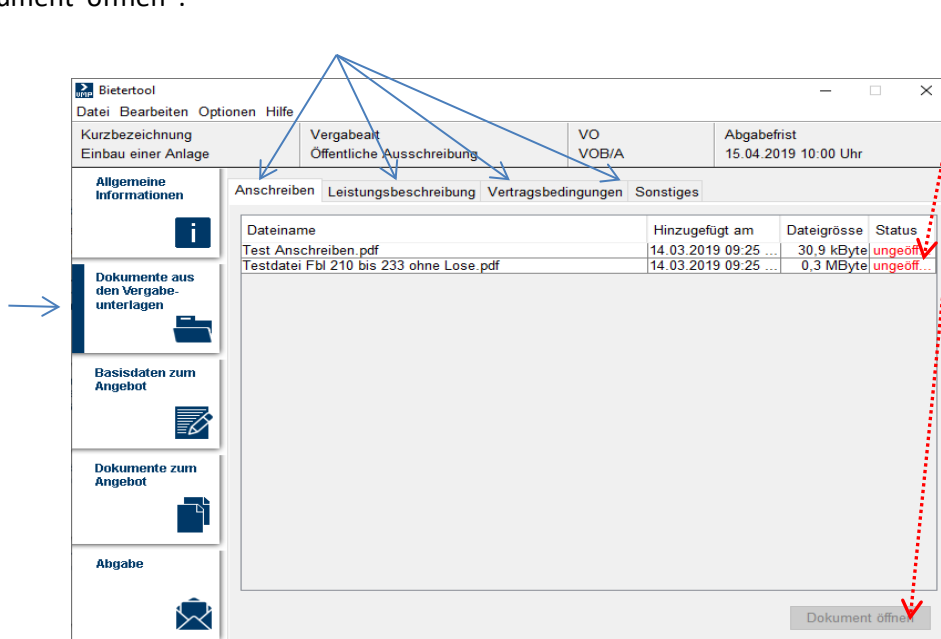 öffnen“.
Bietertool
Datei Bearbeiten Optionen Hilfe
Kurzbezeichnung Vergabeart VO Abgabefrist
Einbau einer Anlage Öffentliche Ausschreibung VOB/A 15.04.2019 10:00 Uhr
Allgemeine
Informationen
Anschreiben Leistungsbeschreibung Vertragsbedingungen Sonstiges
Dateiname Hinzugefügt am Dateigrösse Status
Test Anschreiben.pdf 14.03.2019 09:25 ... 30,9 kByte ungeöff...
Testdatei Fbl 210 bis 233 ohne Lose.pdf 14.03.2019 09:25 ... 0,3 MByte ungeöff...
Dokumente aus
den Vergabe-
unterlagen
Basisdaten zum
Angebot
Dokumente zum
Angebot
Abgabe
Dokument öffnen